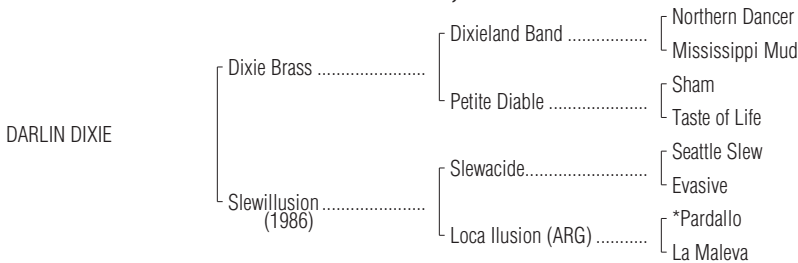 Northern Dancer
Dixieland Band .................
Mississippi Mud
Dixie Brass .......................
Sham
Petite Diable .....................
Taste of Life
DARLIN DIXIE
Seattle Slew
Slewacide..........................
Evasive
Slewillusion ......................
(1986)
*Pardallo
Loca Ilusion (ARG) ...........
La Maleva